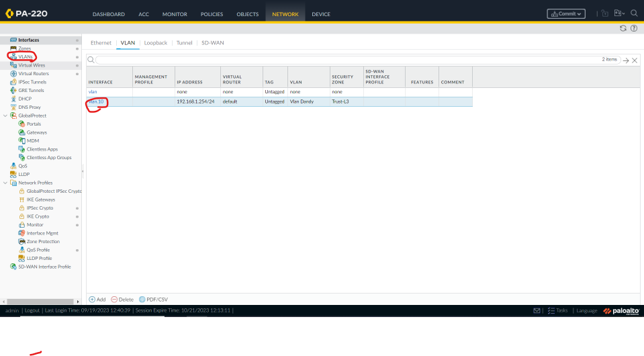 PA-220
DASHBOARD
ACC
MONITOR
POLICIES
OBJECTS
NETWORK
DEVICE
Commit
Interfaces
Zones
VLANs
Virtual Wires
Virtual Routers
IPSec Tunnels
GRE Tunnels
DHCP
DNS Proxy
GlobalProtect
Portals
Gateways
MDM
Clientless Apps
Clientless App Groups
QoS
LLDP
Network Profiles
GlobalProtect IPSec Crypto
IKE Gateways
IPSec Crypto
IKE Crypto
Monitor
Interface Mgmt
Zone Protection
QoS Profile
LLDP Profile
SD-WAN Interface Profile
Ethernet | VLAN | Loopback | Tunnel | SD-WAN
2 items
INTERFACE
MANAGEMENT PROFILE
IP ADDRESS
VIRTUAL ROUTER
TAG
VLAN
SECURITY ZONE
SD-WAN INTERFACE PROFILE
FEATURES
COMMENT
vlan none none Untagged none none
vlan.10 192.168.1.254/24 default Untagged Vlan Dords Trust-L3
Add Delete PDF/CSV
admin | Logout | Last Login Time: 09/19/2023 12:40:39 | Session Expire Time: 10/21/2023 12:13:13 |
Tasks | Language
paloalto